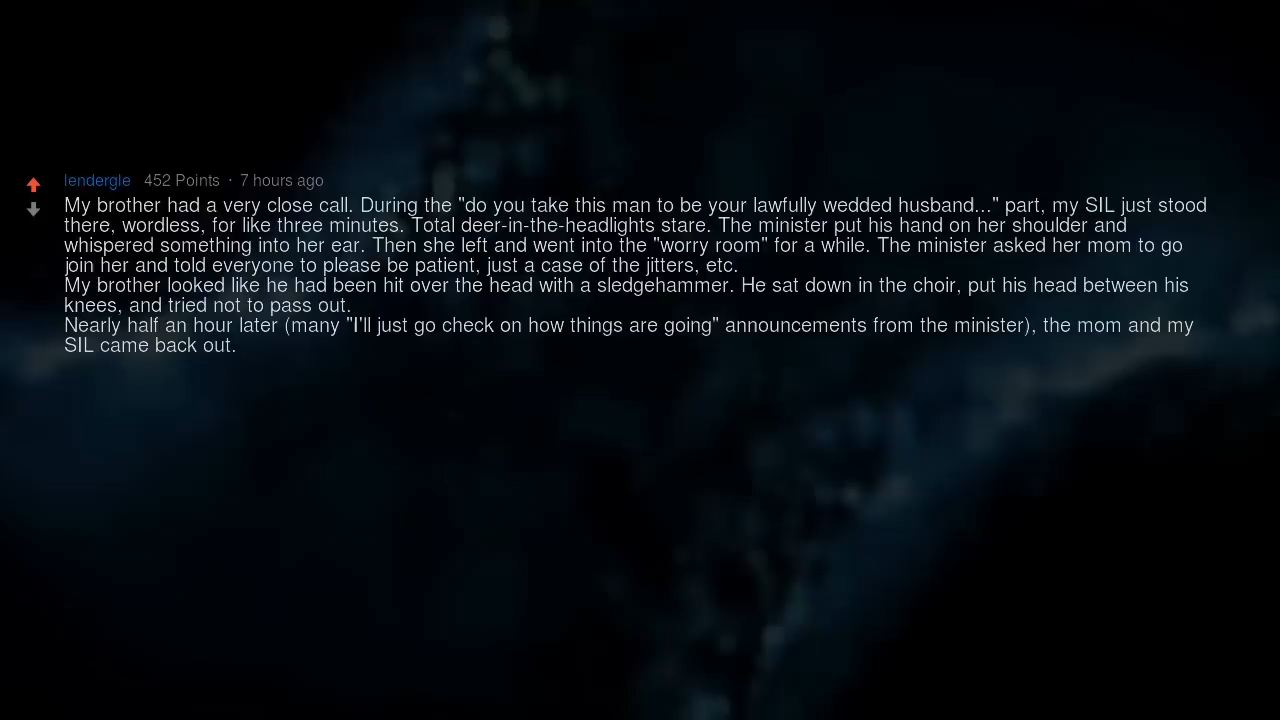 lendergle 452 Points · 7 hours ago
My brother had a very close call. During the "do you take this man to be your lawfully wedded husband..." part, my SIL just stood
there, wordless, for like three minutes. Total deer-in-the-headlights stare. The minister put his hand on her shoulder and
whispered something into her ear. Then she left and went into the "worry room" for a while. The minister asked her mom to go
join her and told everyone to please be patient, just a case of the jitters, etc.
My brother looked like he had been hit over the head with a sledgehammer. He sat down in the choir, put his head between his
knees, and tried not to pass out.
Nearly half an hour later (many "I'll just go check on how things are going" announcements from the minister), the mom and my
SIL came back out.